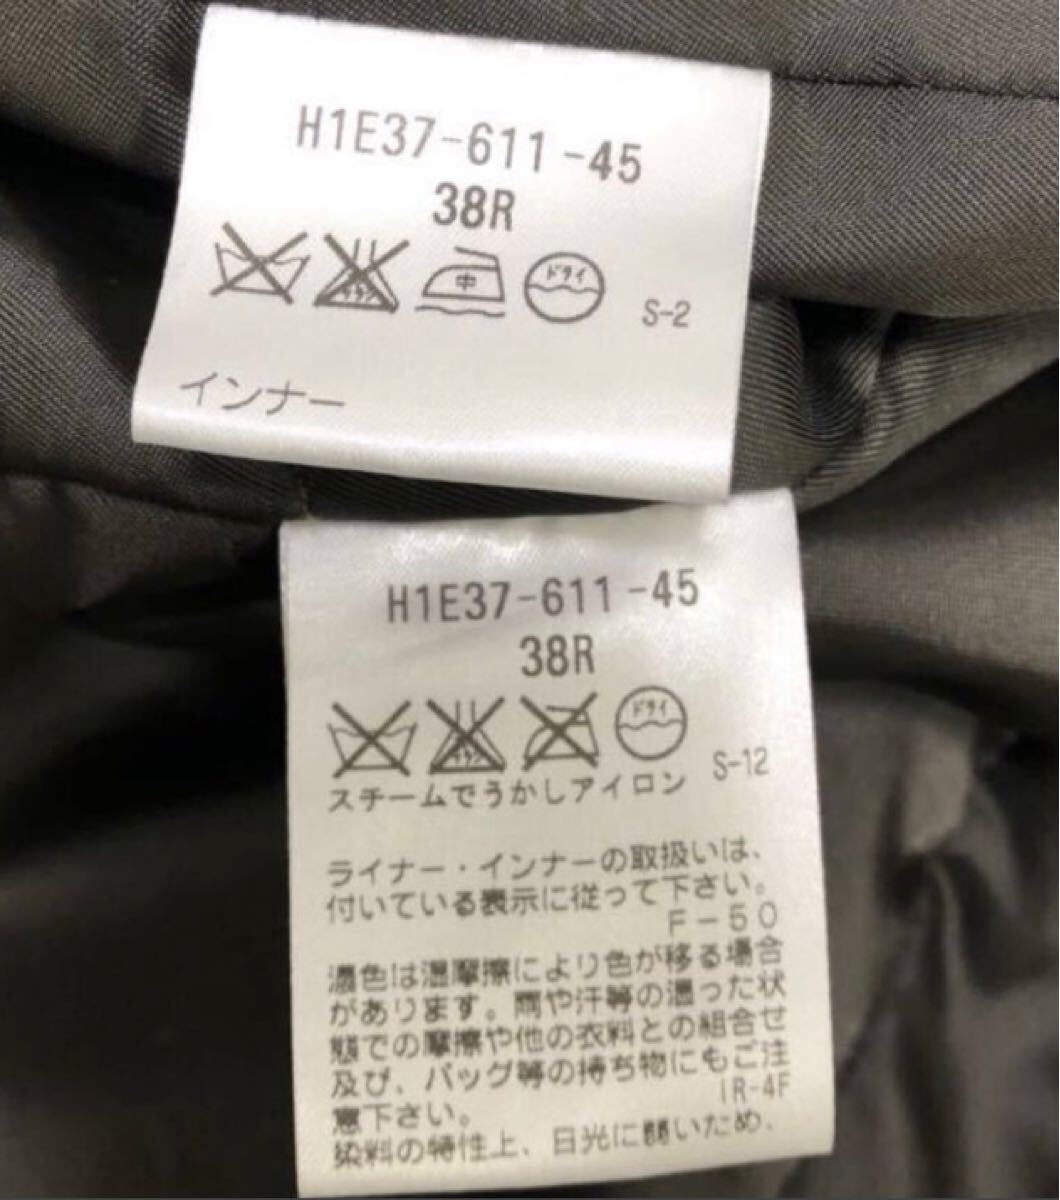 H1E37-611-45
38R
中
ドライ
S-2
インナー
H1E37-611-45
38R
ドライ
S-12
スチームでうかしアイロン
ライナー・インナーの取扱いは、
付いている表示に従って下さい。
F-50
濃色は湿摩擦により色が移る場合
があります。雨や汗等の湿った状
態での摩擦や他の衣料との組合せ
及び、バッグ等の持ち物にもご注
意下さい。
IR-4F
染料の特性上、日光に弱いため、